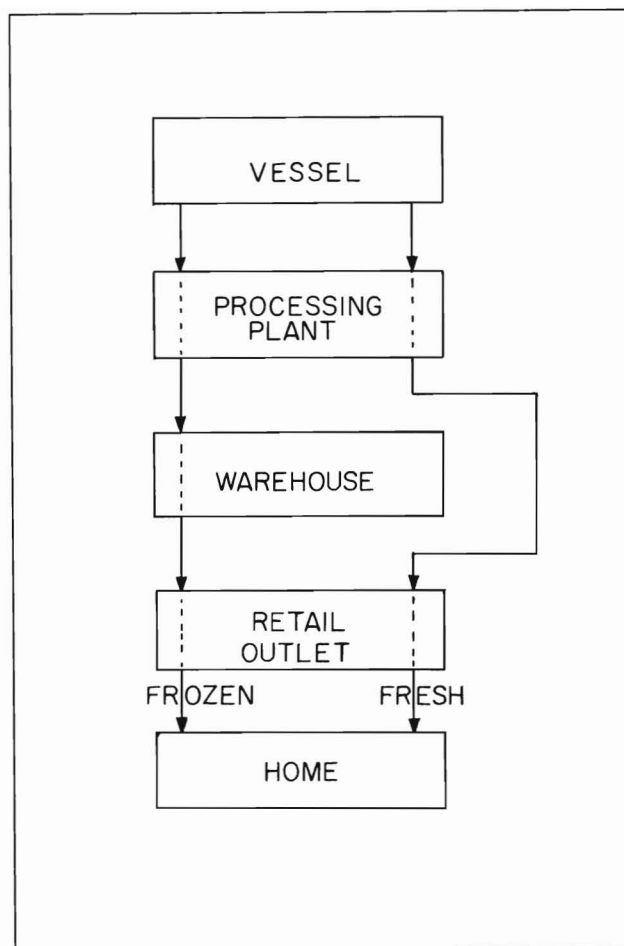 VESSEL
PROCESSING
PLANT
WAREHOUSE
RETAIL
OUTLET
FROZEN FRESH
HOME